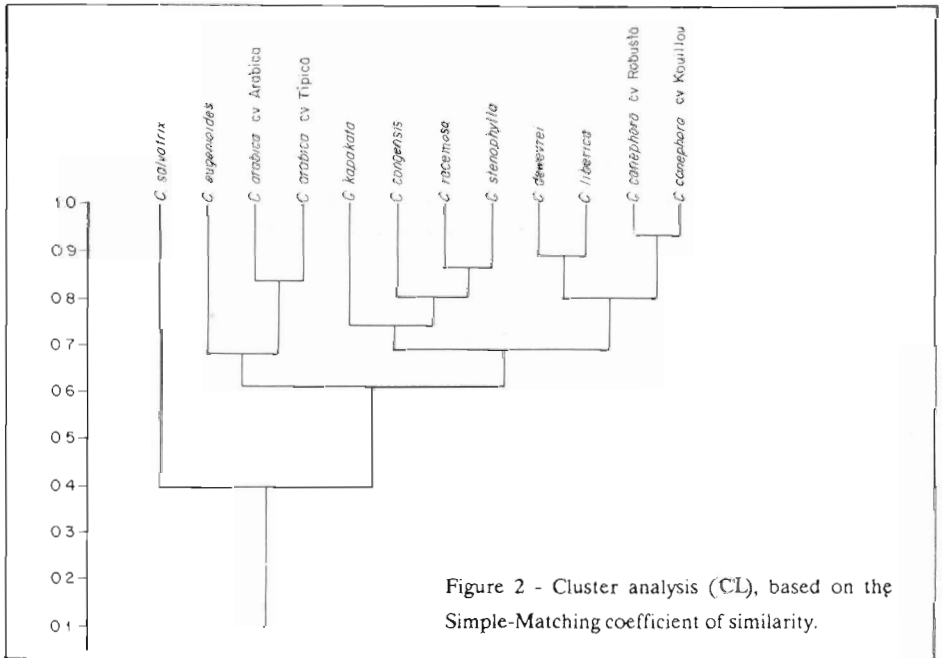 C salvatrix
C eugenioides
C arabica cv Arabica
C arabica cv Tipica
C kapakata
C congensis
C racemosa
C stenophylla
C dewevrei
C liberica
C canephora cv Robusta
C canephora cv Kouillou
1 0
0 9
0 8
0 7
0 6
0 5
0 4
0 3
0 2
0 1
Figure 2 - Cluster analysis (CL), based on the
Simple-Matching coefficient of similarity.